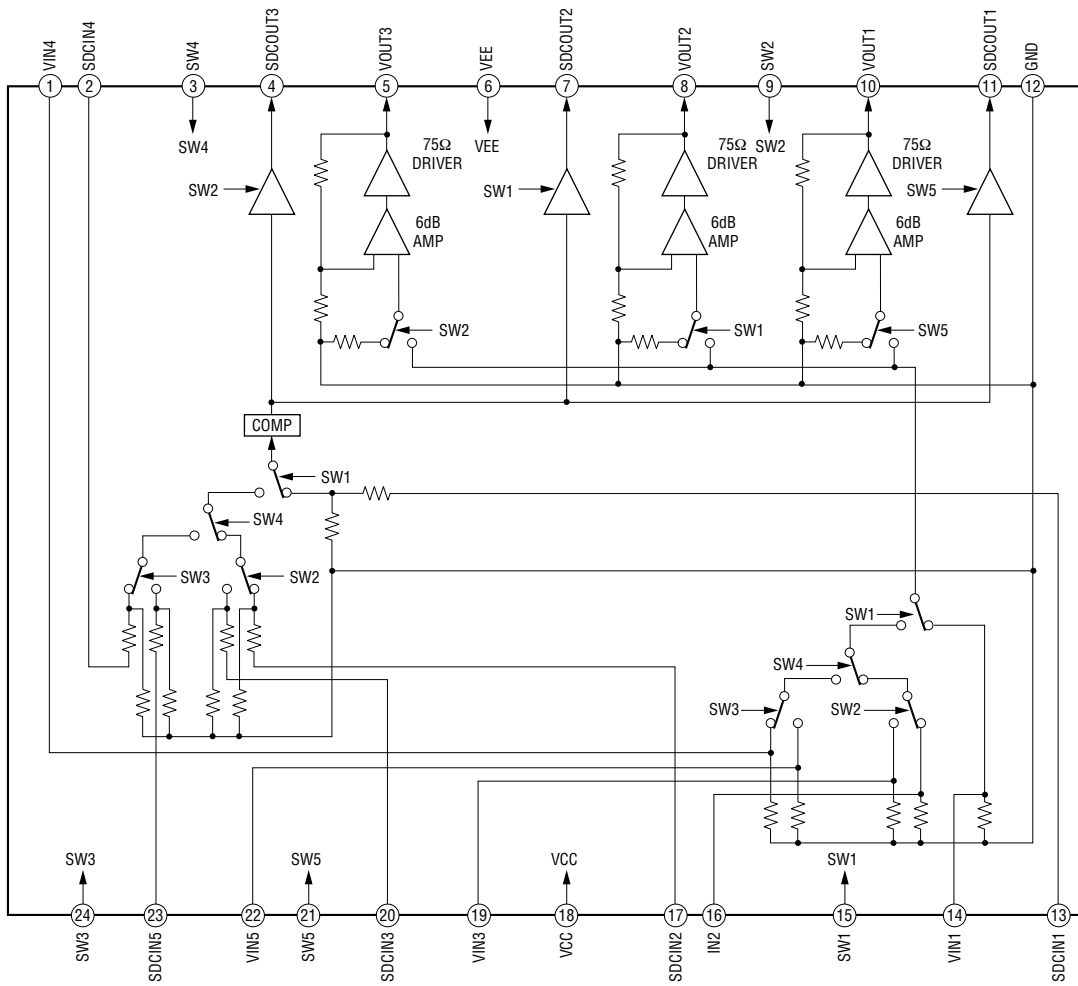 VIN4
SDCIN4
SW4
SDCOUT3
VOUT3
VEE
SDCOUT2
VOUT2
SW2
VOUT1
SDCOUT1
GND
1
2
3
4
5
6
7
8
9
10
11
12
SW4
VEE
SW2
75Ω
DRIVER
75Ω
DRIVER
75Ω
DRIVER
SW2
SW1
SW5
6dB
AMP
6dB
AMP
6dB
AMP
SW2
SW1
SW5
COMP
SW1
SW4
SW3
SW2
SW1
SW4
SW3
SW2
SW3
SW5
VCC
SW1
24
23
22
21
20
19
18
17
16
15
14
13
SW3
SDCIN5
VIN5
SW5
SDCIN3
VIN3
VCC
SDCIN2
IN2
SW1
VIN1
SDCIN1